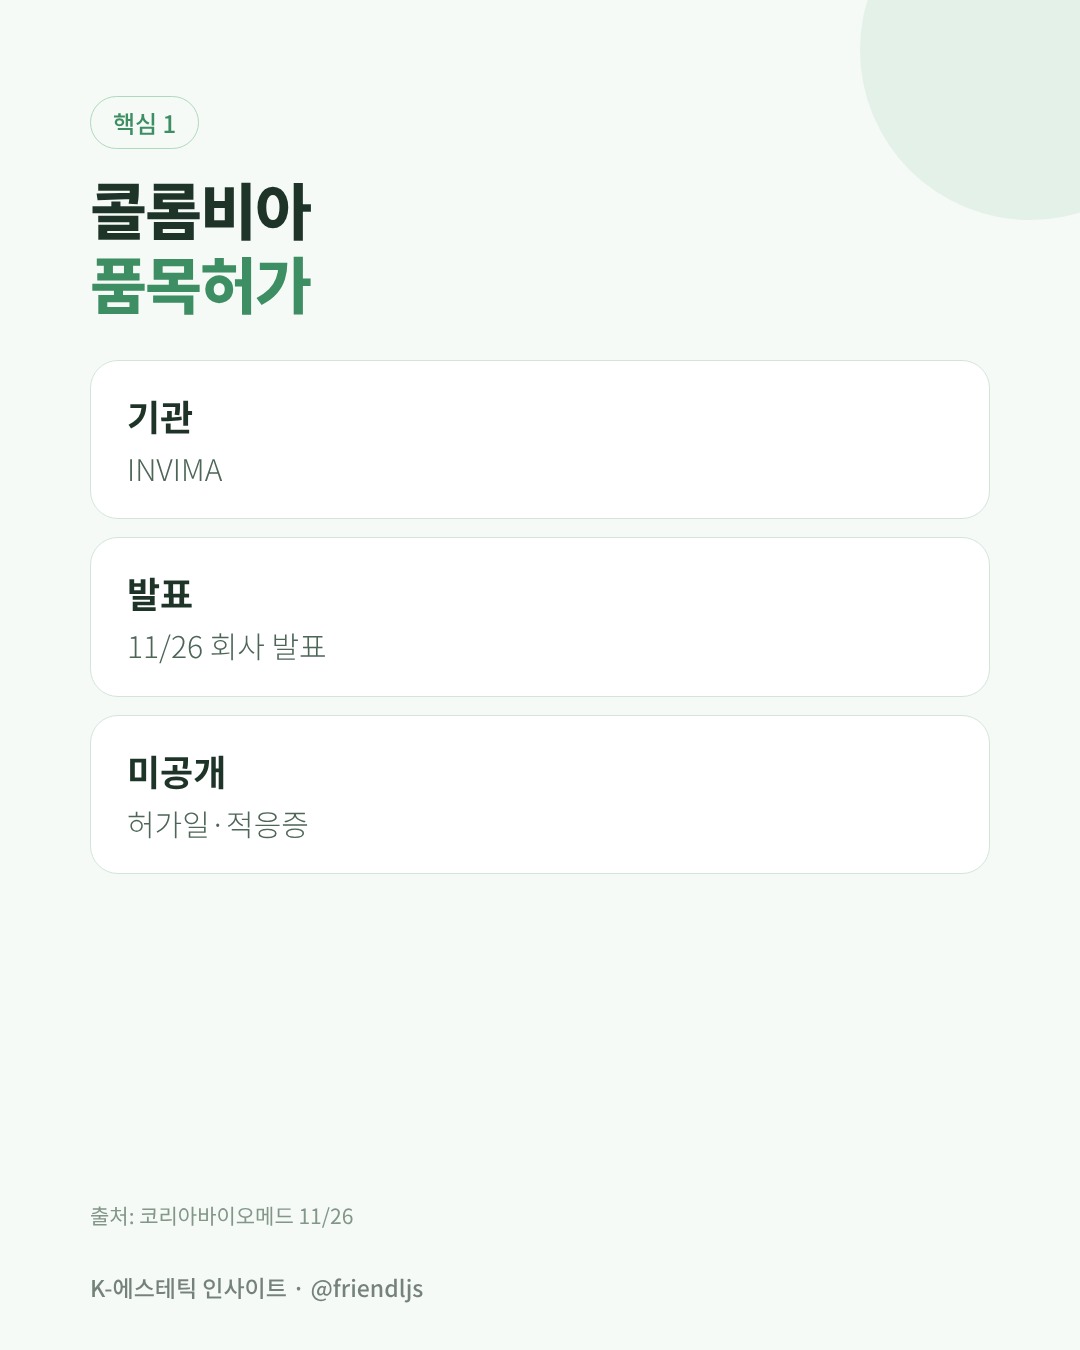 핵심 1
콜롬비아
품목허가
기관
INVIMA
발표
11/26 회사 발표
미공개
허가일·적응증
출처: 코리아바이오메드 11/26
K-에스테틱 인사이트 · @friendljs